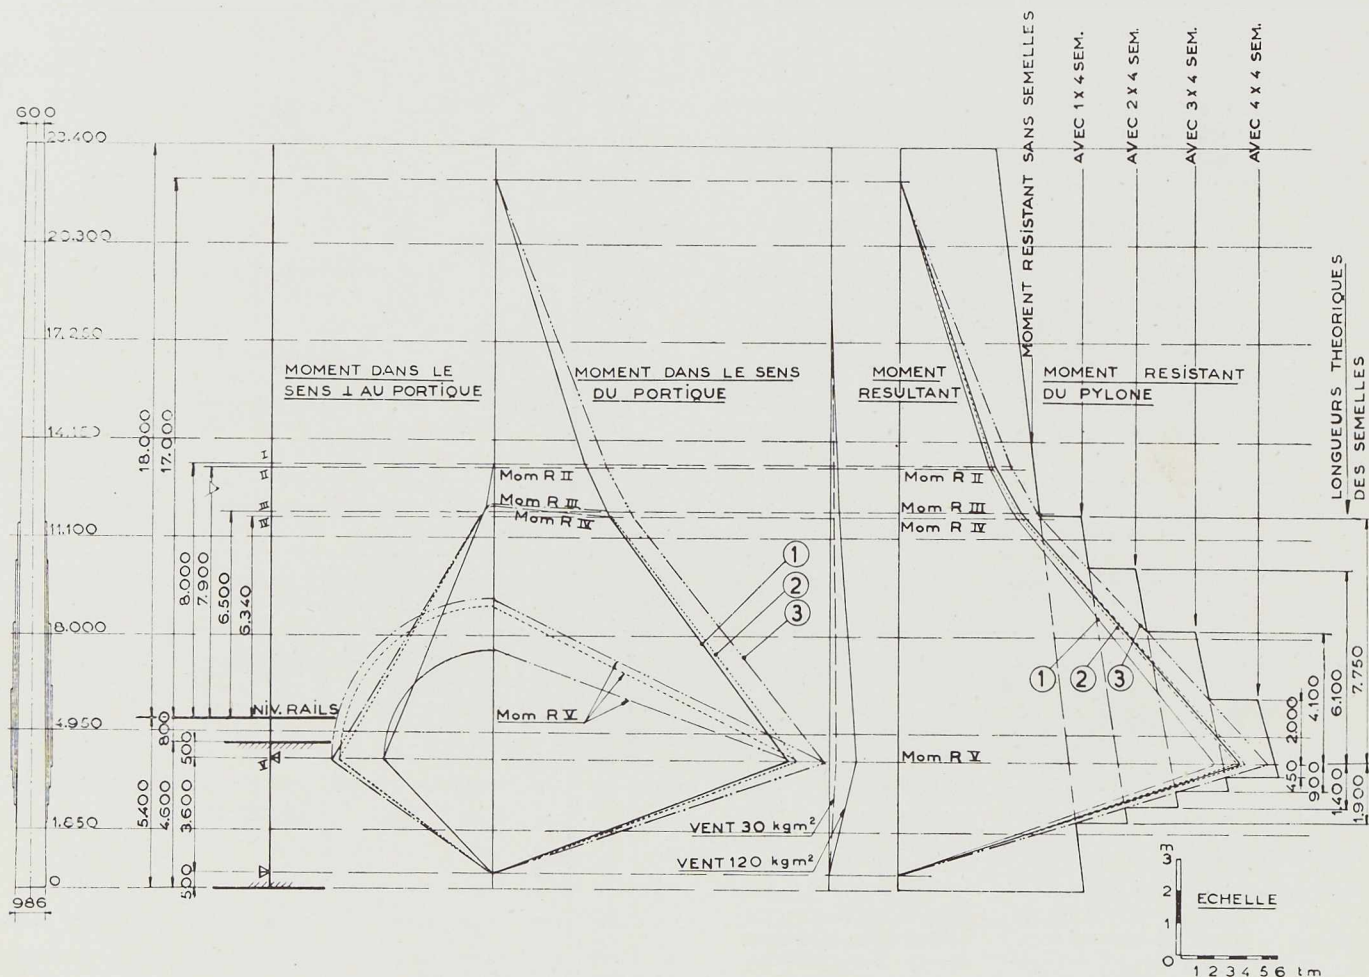 600
23.400
20.300
17.250
14.150
11.100
8.000
4.950
1.650
0
986
18.000
17.000
8.000
7.900
6.500
6.340
5.400
4.600
3.600
800
500
500
I
II
III
IV
V
NIV. RAILS
MOMENT DANS LE
SENS ⊥ AU PORTIQUE
MOMENT DANS LE SENS
DU PORTIQUE
Mom R II
Mom R III
Mom R IV
Mom R V
1
2
3
VENT 30 kgm²
VENT 120 kgm²
MOMENT
RESULTANT
Mom R II
Mom R III
Mom R IV
Mom R V
MOMENT RESISTANT SANS SEMELLES
AVEC 1 X 4 SEM.
AVEC 2 X 4 SEM.
AVEC 3 X 4 SEM.
AVEC 4 X 4 SEM.
MOMENT RESISTANT
DU PYLONE
1
2
3
LONGUEURS THEORIQUES
DES SEMELLES
2.000
4.100
6.100
7.750
450
900
1.400
1.900
m
3
2
1
0
ECHELLE
1 2 3 4 5 6 tm